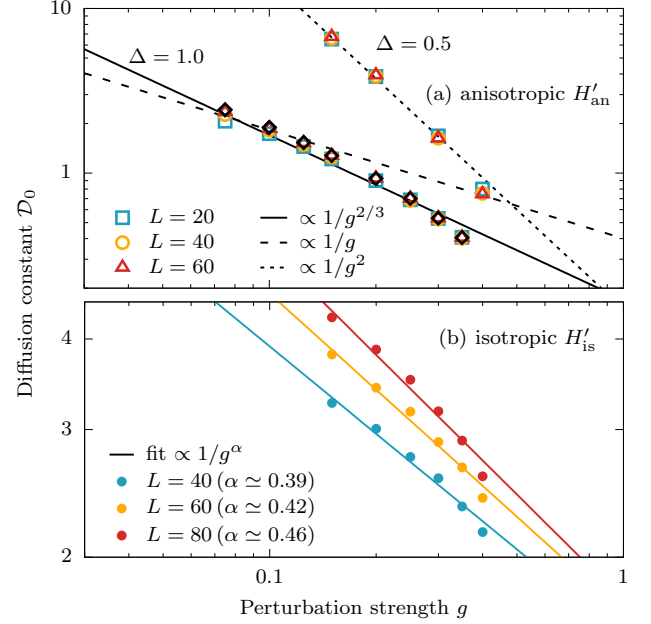 10
1
Diffusion constant 𝒟₀
Δ = 1.0
Δ = 0.5
(a) anisotropic H′ₐₙ
L = 20
L = 40
L = 60
∝ 1/g^{2/3}
∝ 1/g
∝ 1/g²
4
3
2
(b) isotropic H′ᵢₛ
fit ∝ 1/g^α
L = 40 (α ≃ 0.39)
L = 60 (α ≃ 0.42)
L = 80 (α ≃ 0.46)
0.1
1
Perturbation strength g